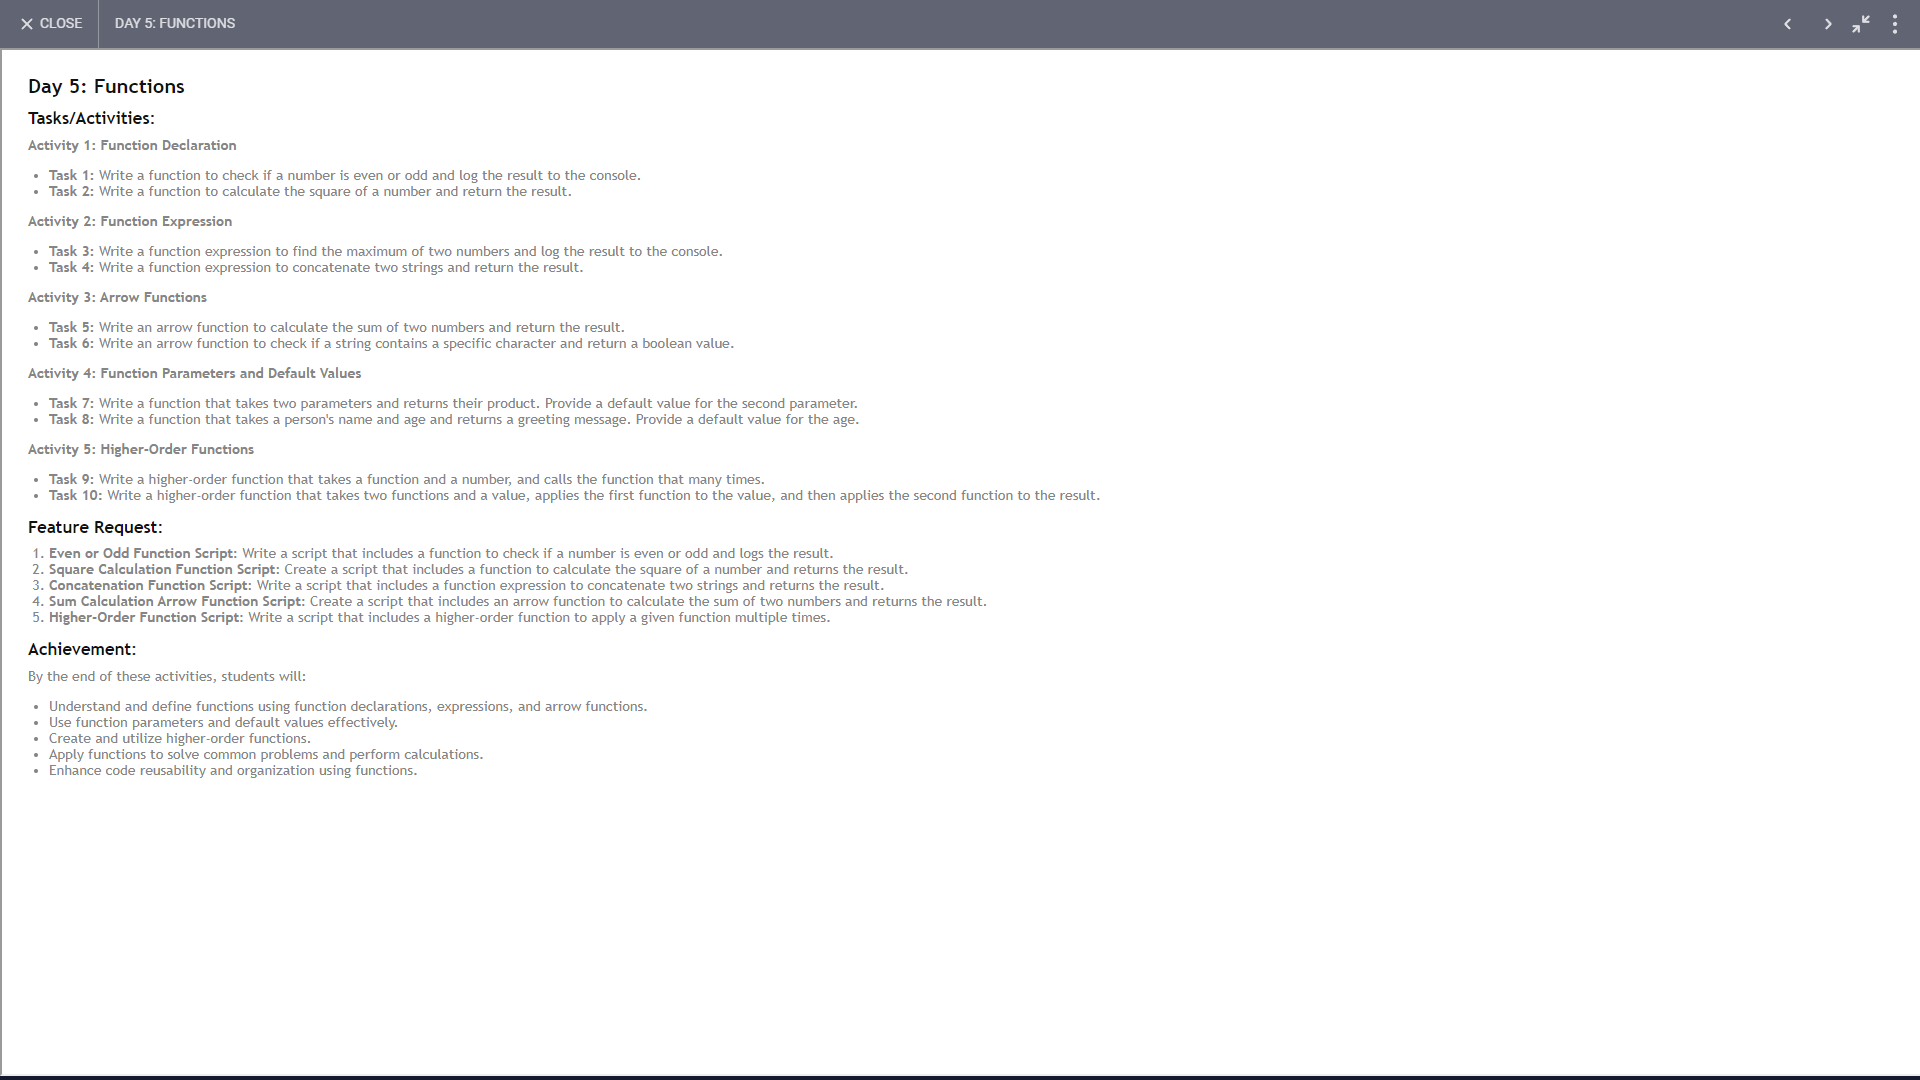 CLOSE
DAY 5: FUNCTIONS
Day 5: Functions
Tasks/Activities:
Activity 1: Function Declaration
• Task 1: Write a function to check if a number is even or odd and log the result to the console.
• Task 2: Write a function to calculate the square of a number and return the result.
Activity 2: Function Expression
• Task 3: Write a function expression to find the maximum of two numbers and log the result to the console.
• Task 4: Write a function expression to concatenate two strings and return the result.
Activity 3: Arrow Functions
• Task 5: Write an arrow function to calculate the sum of two numbers and return the result.
• Task 6: Write an arrow function to check if a string contains a specific character and return a boolean value.
Activity 4: Function Parameters and Default Values
• Task 7: Write a function that takes two parameters and returns their product. Provide a default value for the second parameter.
• Task 8: Write a function that takes a person's name and age and returns a greeting message. Provide a default value for the age.
Activity 5: Higher-Order Functions
• Task 9: Write a higher-order function that takes a function and a number, and calls the function that many times.
• Task 10: Write a higher-order function that takes two functions and a value, applies the first function to the value, and then applies the second function to the result.
Feature Request:
1. Even or Odd Function Script: Write a script that includes a function to check if a number is even or odd and logs the result.
2. Square Calculation Function Script: Create a script that includes a function to calculate the square of a number and returns the result.
3. Concatenation Function Script: Write a script that includes a function expression to concatenate two strings and returns the result.
4. Sum Calculation Arrow Function Script: Create a script that includes an arrow function to calculate the sum of two numbers and returns the result.
5. Higher-Order Function Script: Write a script that includes a higher-order function to apply a given function multiple times.
Achievement:
By the end of these activities, students will:
• Understand and define functions using function declarations, expressions, and arrow functions.
• Use function parameters and default values effectively.
• Create and utilize higher-order functions.
• Apply functions to solve common problems and perform calculations.
• Enhance code reusability and organization using functions.